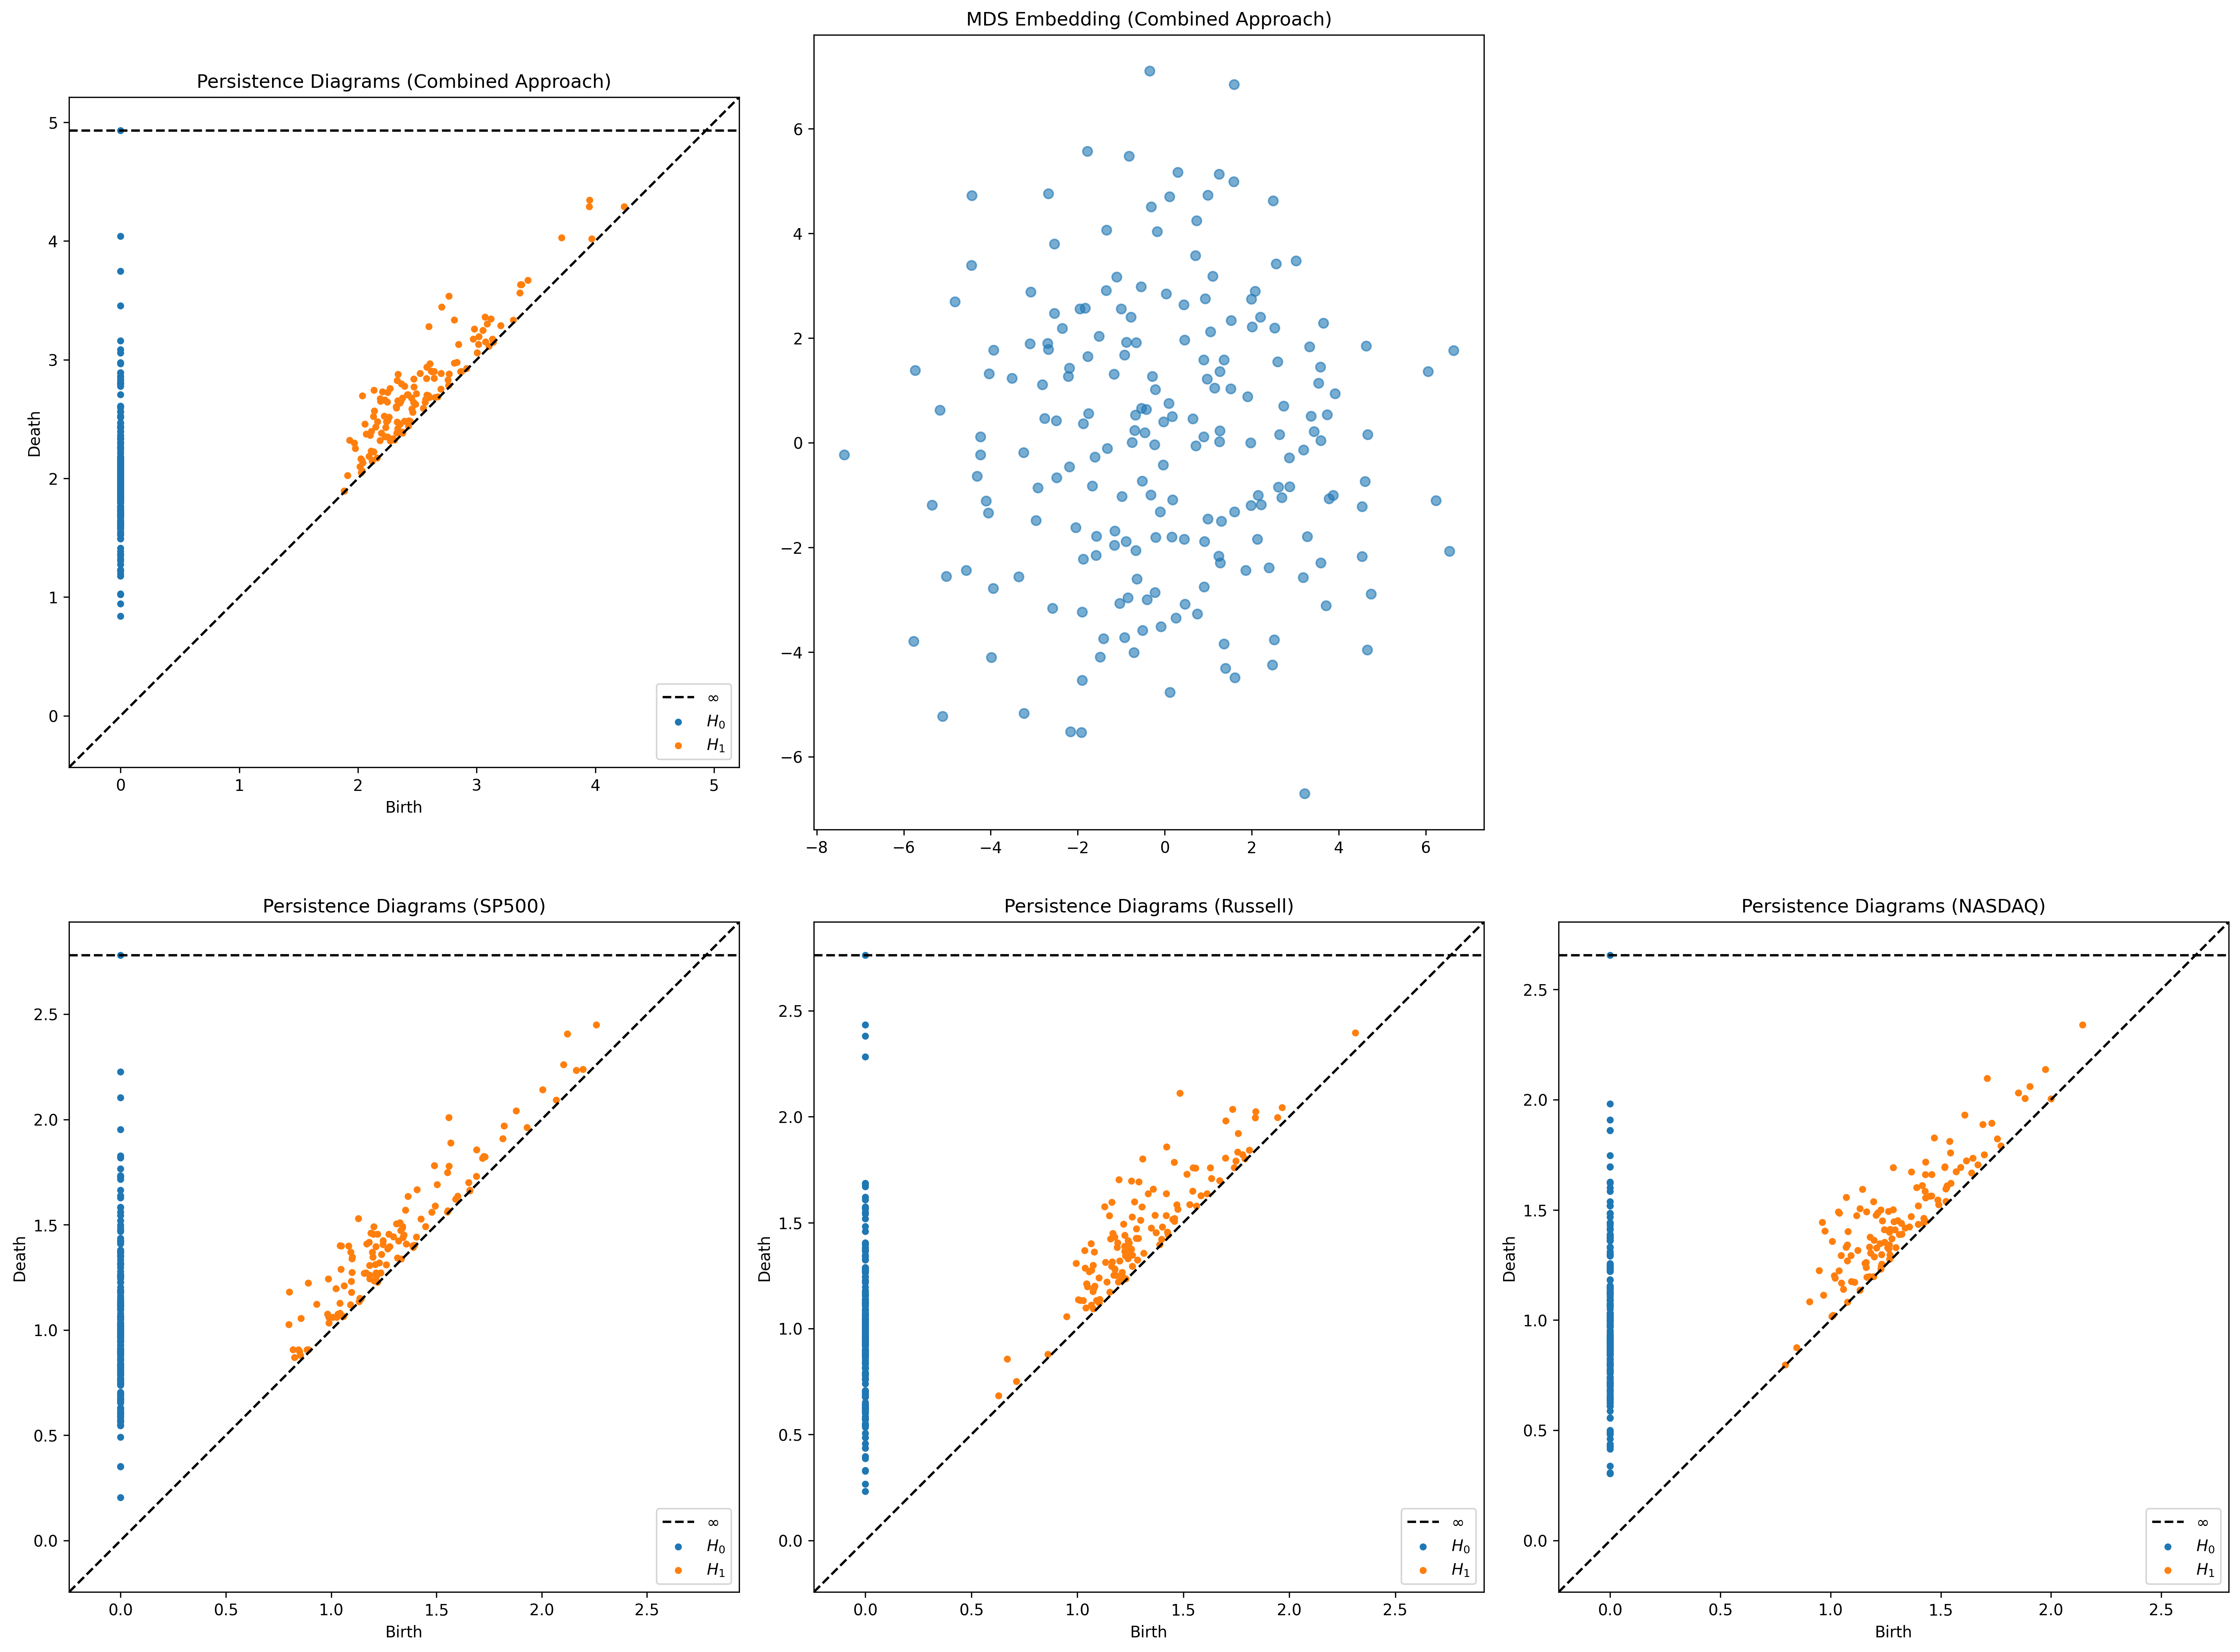 MDS Embedding (Combined Approach)
Persistence Diagrams (Combined Approach)
5
4
3
2
1
0
Death
0 1 2 3 4 5
Birth
∞
H₀
H₁
6
4
2
0
−2
−4
−6
−8 −6 −4 −2 0 2 4 6
Persistence Diagrams (SP500)
2.5
2.0
1.5
1.0
0.5
0.0
Death
0.0 0.5 1.0 1.5 2.0 2.5
Birth
∞
H₀
H₁
Persistence Diagrams (Russell)
2.5
2.0
1.5
1.0
0.5
0.0
Death
0.0 0.5 1.0 1.5 2.0 2.5
Birth
∞
H₀
H₁
Persistence Diagrams (NASDAQ)
2.5
2.0
1.5
1.0
0.5
0.0
Death
0.0 0.5 1.0 1.5 2.0 2.5
Birth
∞
H₀
H₁